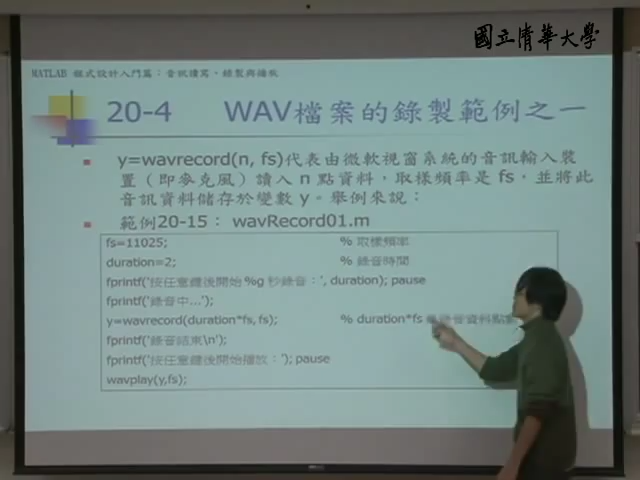 國立清華大學
MATLAB 程式設計入門篇：音訊讀寫、錄製與播放
20-4 WAV檔案的錄製範例之一
y=wavrecord(n, fs)代表由微軟視窗系統的音訊輸入裝
置（即麥克風）讀入 n 點資料，取樣頻率是 fs，並將此
音訊資料儲存於變數 y。舉例來說：
範例20-15： wavRecord01.m
fs=11025; % 取樣頻率
duration=2; % 錄音時間
fprintf('按任意鍵後開始 %g 秒錄音：', duration); pause
fprintf('錄音中...');
y=wavrecord(duration*fs, fs); % duration*fs 是錄音資料點數
fprintf('錄音結束\n');
fprintf('按任意鍵後開始播放：'); pause
wavplay(y,fs);